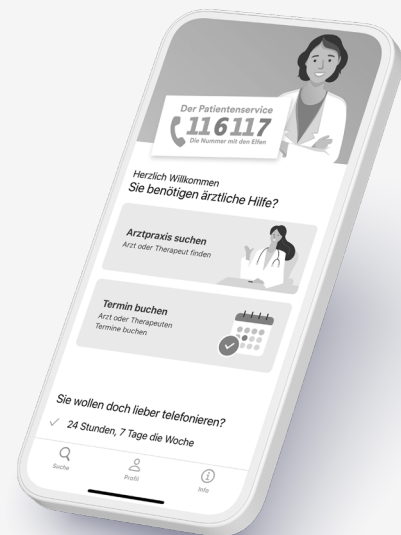 Der Patientenservice
116117
Die Nummer mit den Elfen
Herzlich Willkommen
Sie benötigen ärztliche Hilfe?
Arztpraxis suchen
Arzt oder Therapeut finden
Termin buchen
Arzt oder Therapeuten
Termine buchen
Sie wollen doch lieber telefonieren?
24 Stunden, 7 Tage die Woche
Suche
Profil
Info